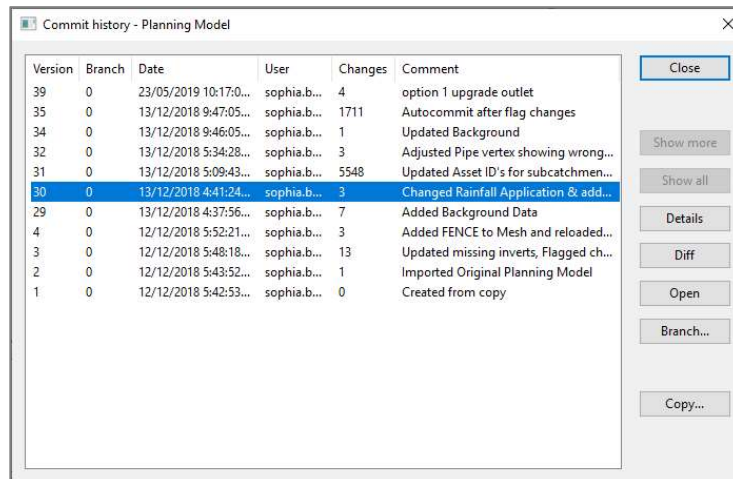 Commit history - Planning Model
Version Branch Date User Changes Comment
39 0 23/05/2019 10:17:0... sophia.b... 4 option 1 upgrade outlet
35 0 13/12/2018 9:47:05... sophia.b... 1711 Autocommit after flag changes
34 0 13/12/2018 9:46:05... sophia.b... 1 Updated Background
32 0 13/12/2018 5:34:28... sophia.b... 3 Adjusted Pipe vertex showing wrong...
31 0 13/12/2018 5:09:43... sophia.b... 5548 Updated Asset ID's for subcatchmen...
30 0 13/12/2018 4:41:24... sophia.b... 3 Changed Rainfall Application & add...
29 0 13/12/2018 4:37:56... sophia.b... 7 Added Background Data
4 0 12/12/2018 5:52:21... sophia.b... 3 Added FENCE to Mesh and reloaded...
3 0 12/12/2018 5:48:18... sophia.b... 13 Updated missing inverts, Flagged ch...
2 0 12/12/2018 5:43:52... sophia.b... 1 Imported Original Planning Model
1 0 12/12/2018 5:42:53... sophia.b... 0 Created from copy
Close
Show more
Show all
Details
Diff
Open
Branch...
Copy...